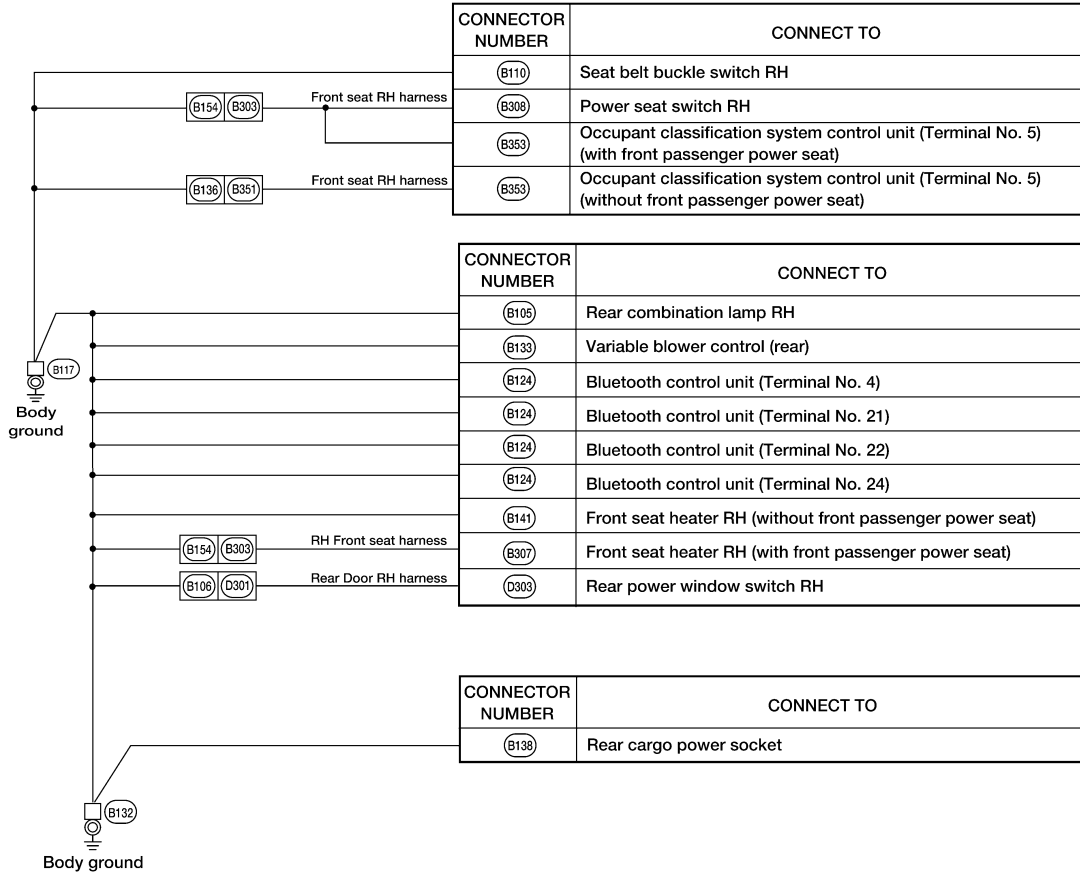 CONNECTOR NUMBER
CONNECT TO
B110
Seat belt buckle switch RH
B154
B303
Front seat RH harness
B308
Power seat switch RH
B353
Occupant classification system control unit (Terminal No. 5)
(with front passenger power seat)
B136
B351
Front seat RH harness
B353
Occupant classification system control unit (Terminal No. 5)
(without front passenger power seat)
CONNECTOR NUMBER
CONNECT TO
B105
Rear combination lamp RH
B133
Variable blower control (rear)
B117
Body
ground
B124
Bluetooth control unit (Terminal No. 4)
B124
Bluetooth control unit (Terminal No. 21)
B124
Bluetooth control unit (Terminal No. 22)
B124
Bluetooth control unit (Terminal No. 24)
B141
Front seat heater RH (without front passenger power seat)
B154
B303
RH Front seat harness
B307
Front seat heater RH (with front passenger power seat)
B106
D301
Rear Door RH harness
D303
Rear power window switch RH
CONNECTOR NUMBER
CONNECT TO
B138
Rear cargo power socket
B132
Body ground